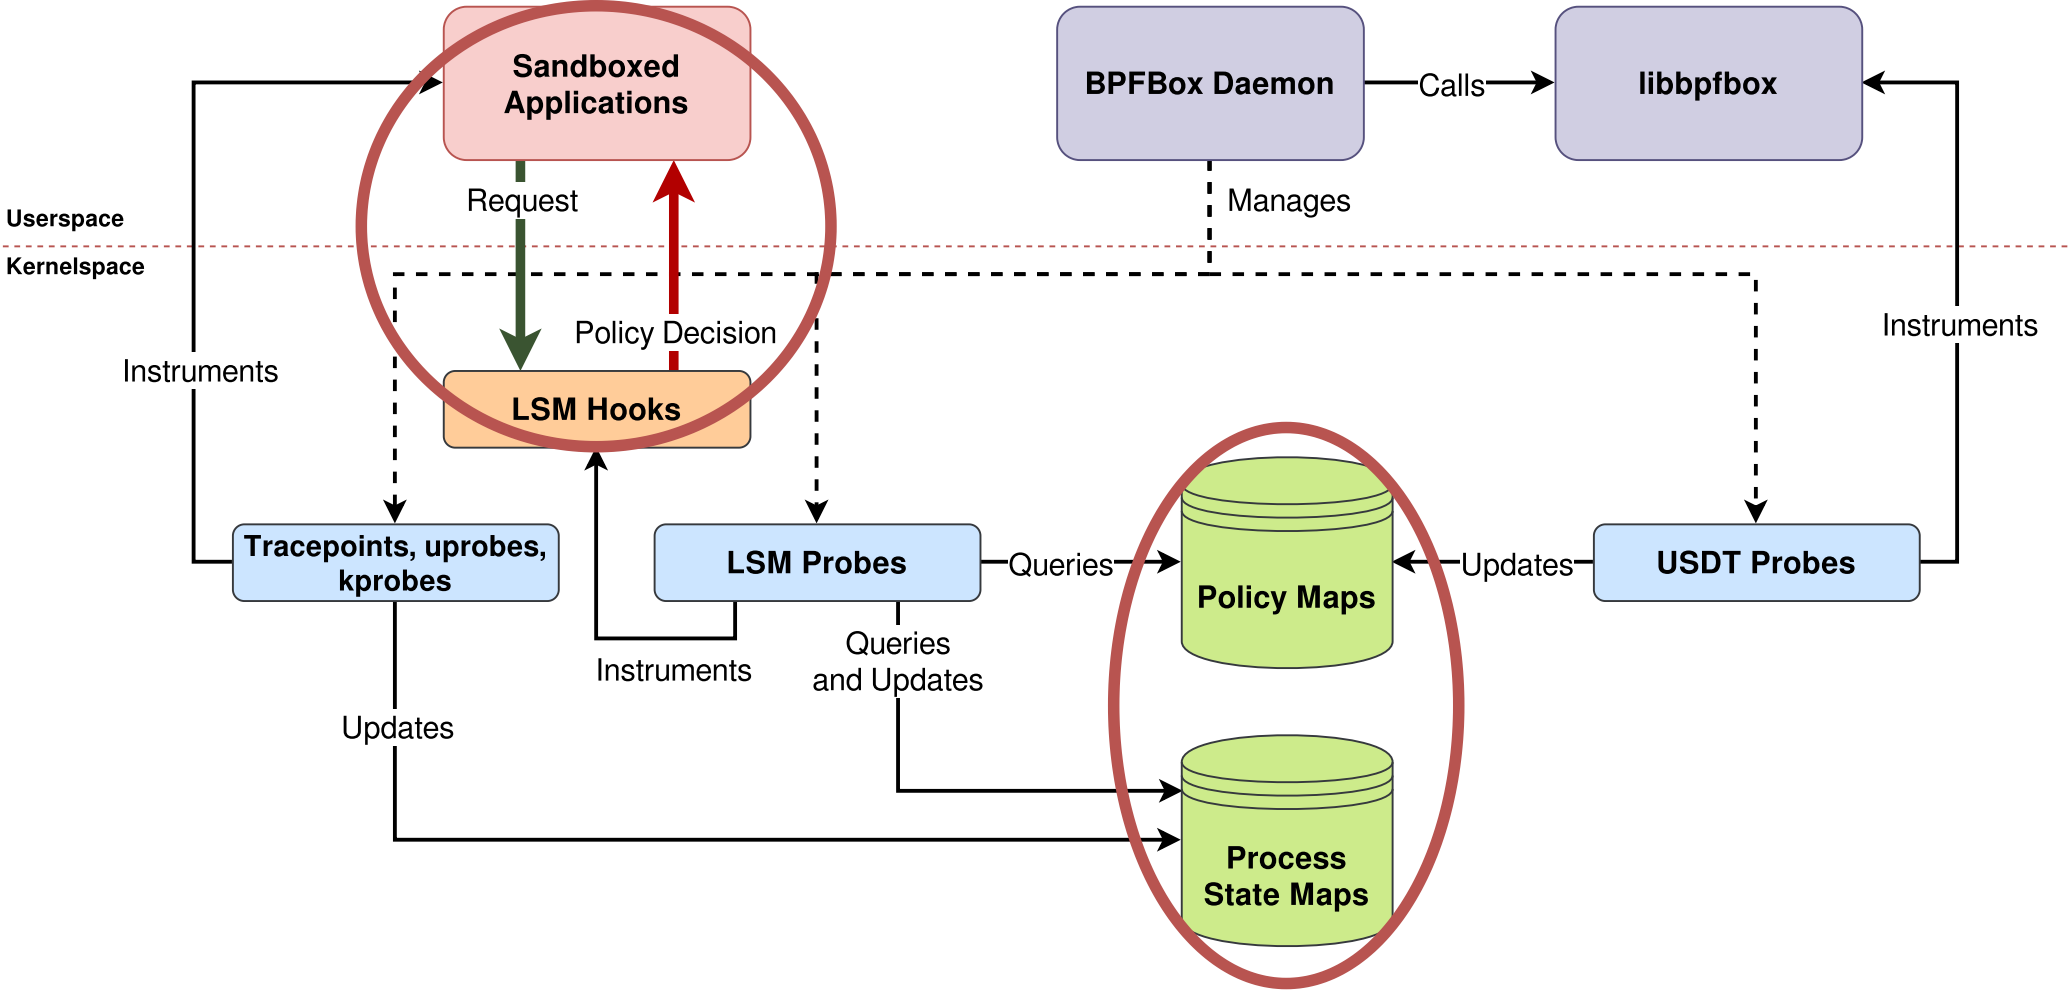 Sandboxed
Applications
BPFBox Daemon
Calls
libbpfbox
Request
Manages
Userspace
Kernelspace
Policy Decision
Instruments
Instruments
LSM Hooks
Tracepoints, uprobes,
kprobes
LSM Probes
Queries
Policy Maps
Updates
USDT Probes
Instruments
Queries
and Updates
Updates
Process
State Maps